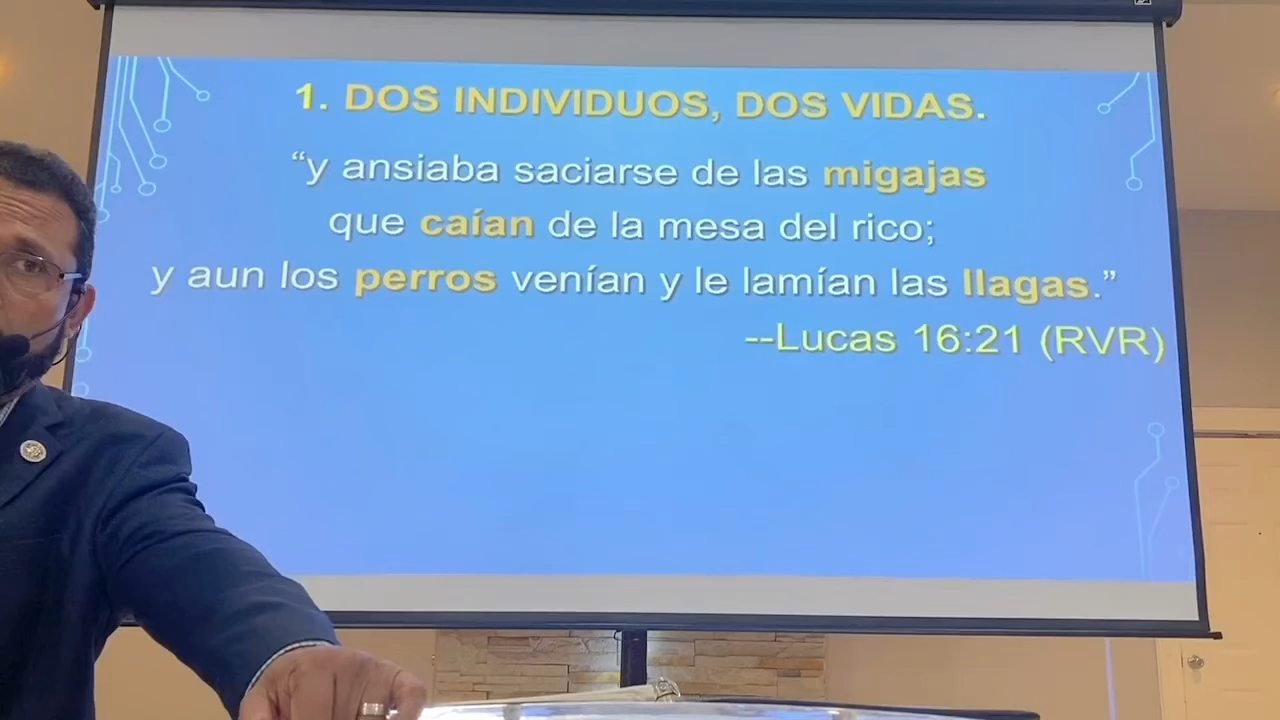 1. DOS INDIVIDUOS, DOS VIDAS.
“y ansiaba saciarse de las migajas
que caían de la mesa del rico;
y aun los perros venían y le lamían las llagas.”
--Lucas 16:21 (RVR)